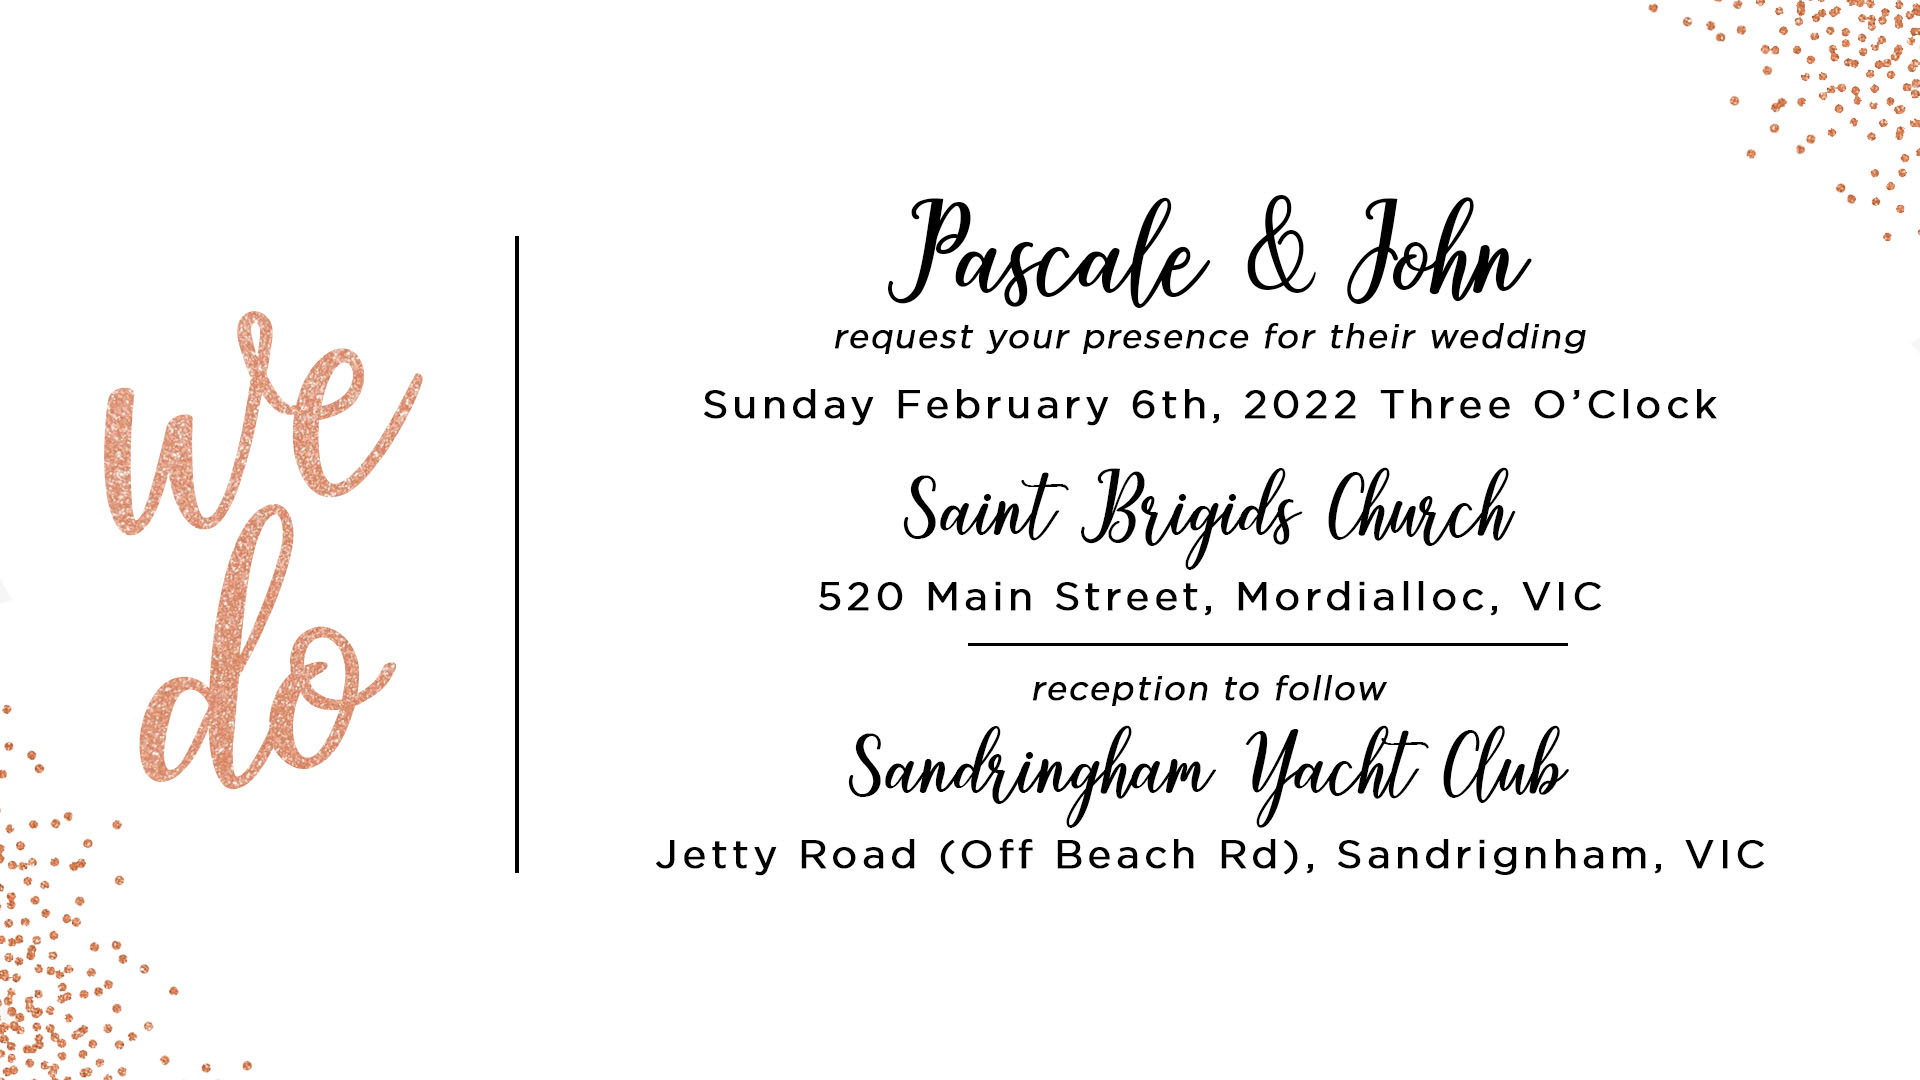 we
do
Pascale & John
request your presence for their wedding
Sunday February 6th, 2022 Three O’Clock
Saint Brigids Church
520 Main Street, Mordialloc, VIC
reception to follow
Sandringham Yacht Club
Jetty Road (Off Beach Rd), Sandrignham, VIC